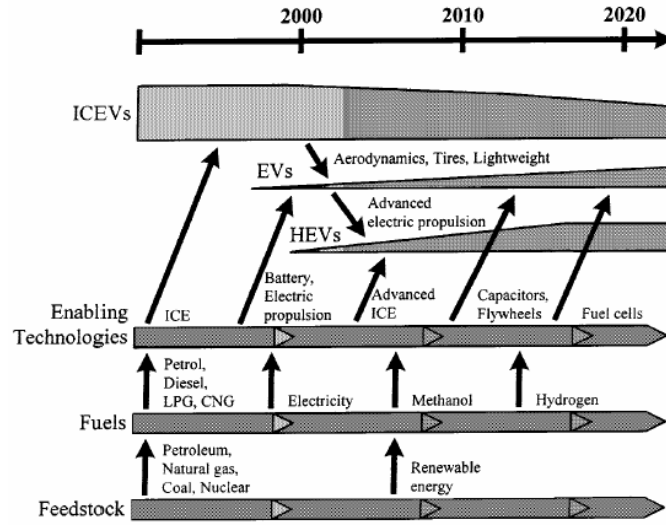 2000 2010 2020
ICEVs
Aerodynamics, Tires, Lightweight
EVs
Advanced
electric propulsion
HEVs
Battery,
Electric
propulsion
Advanced
ICE
Capacitors,
Flywheels
Fuel cells
ICE
Enabling
Technologies
Petrol,
Diesel,
LPG, CNG
Electricity
Methanol
Hydrogen
Fuels
Petroleum,
Natural gas,
Coal, Nuclear
Renewable
energy
Feedstock